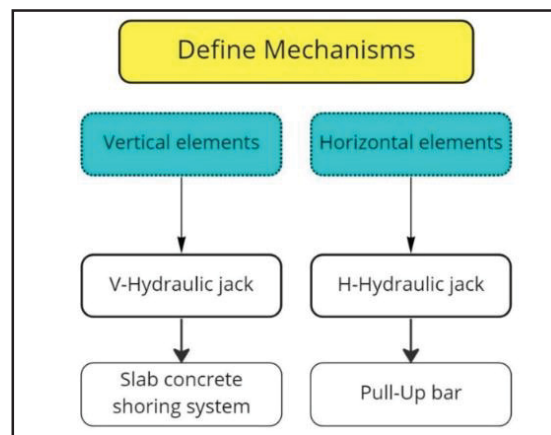 Define Mechanisms
Vertical elements
Horizontal elements
V-Hydraulic jack
H-Hydraulic jack
Slab concrete
shoring system
Pull-Up bar